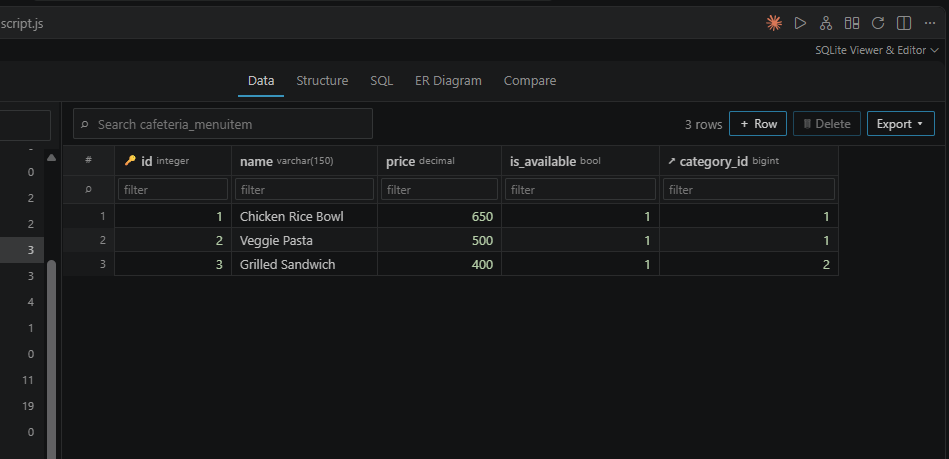 script.js
SQLite Viewer & Editor
Data Structure SQL ER Diagram Compare
Search cafeteria_menuitem 3 rows + Row Delete Export
# id integer name varchar(150) price decimal is_available bool category_id bigint
filter filter filter filter filter
1 1 Chicken Rice Bowl 650 1 1
2 2 Veggie Pasta 500 1 1
3 3 Grilled Sandwich 400 1 2
0
2
2
3
3
4
1
0
11
19
0